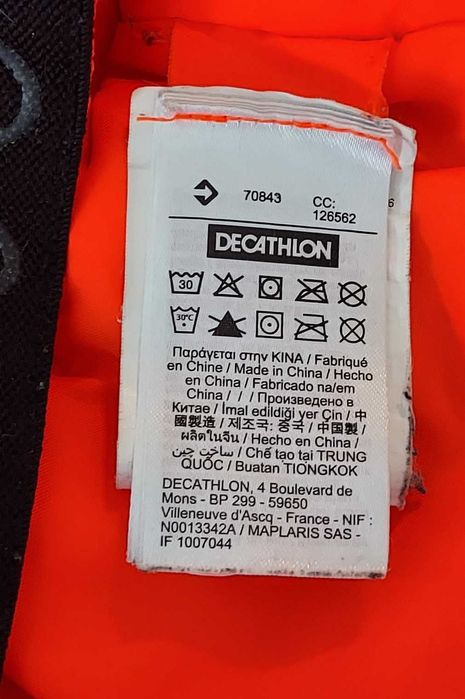 70843
CC:
126562
6
DECATHLON
30
30°C
Παράγεται στην ΚΙΝΑ / Fabriqué
en Chine / Made in China / Hecho
en China / Fabricado na/em
China / / / Произведено в
Китае / İmal edildiği yer Çin / 中
國製造 / 제조국: 중국 / 中国製 /
ผลิตในจีน / Hecho en China /
ساخت چین / Chế tạo tại TRUNG
QUỐC / Buatan TIONGKOK
DECATHLON, 4 Boulevard de
Mons - BP 299 - 59650
Villeneuve d'Ascq - France - NIF :
N0013342A / MAPLARIS SAS -
IF 1007044